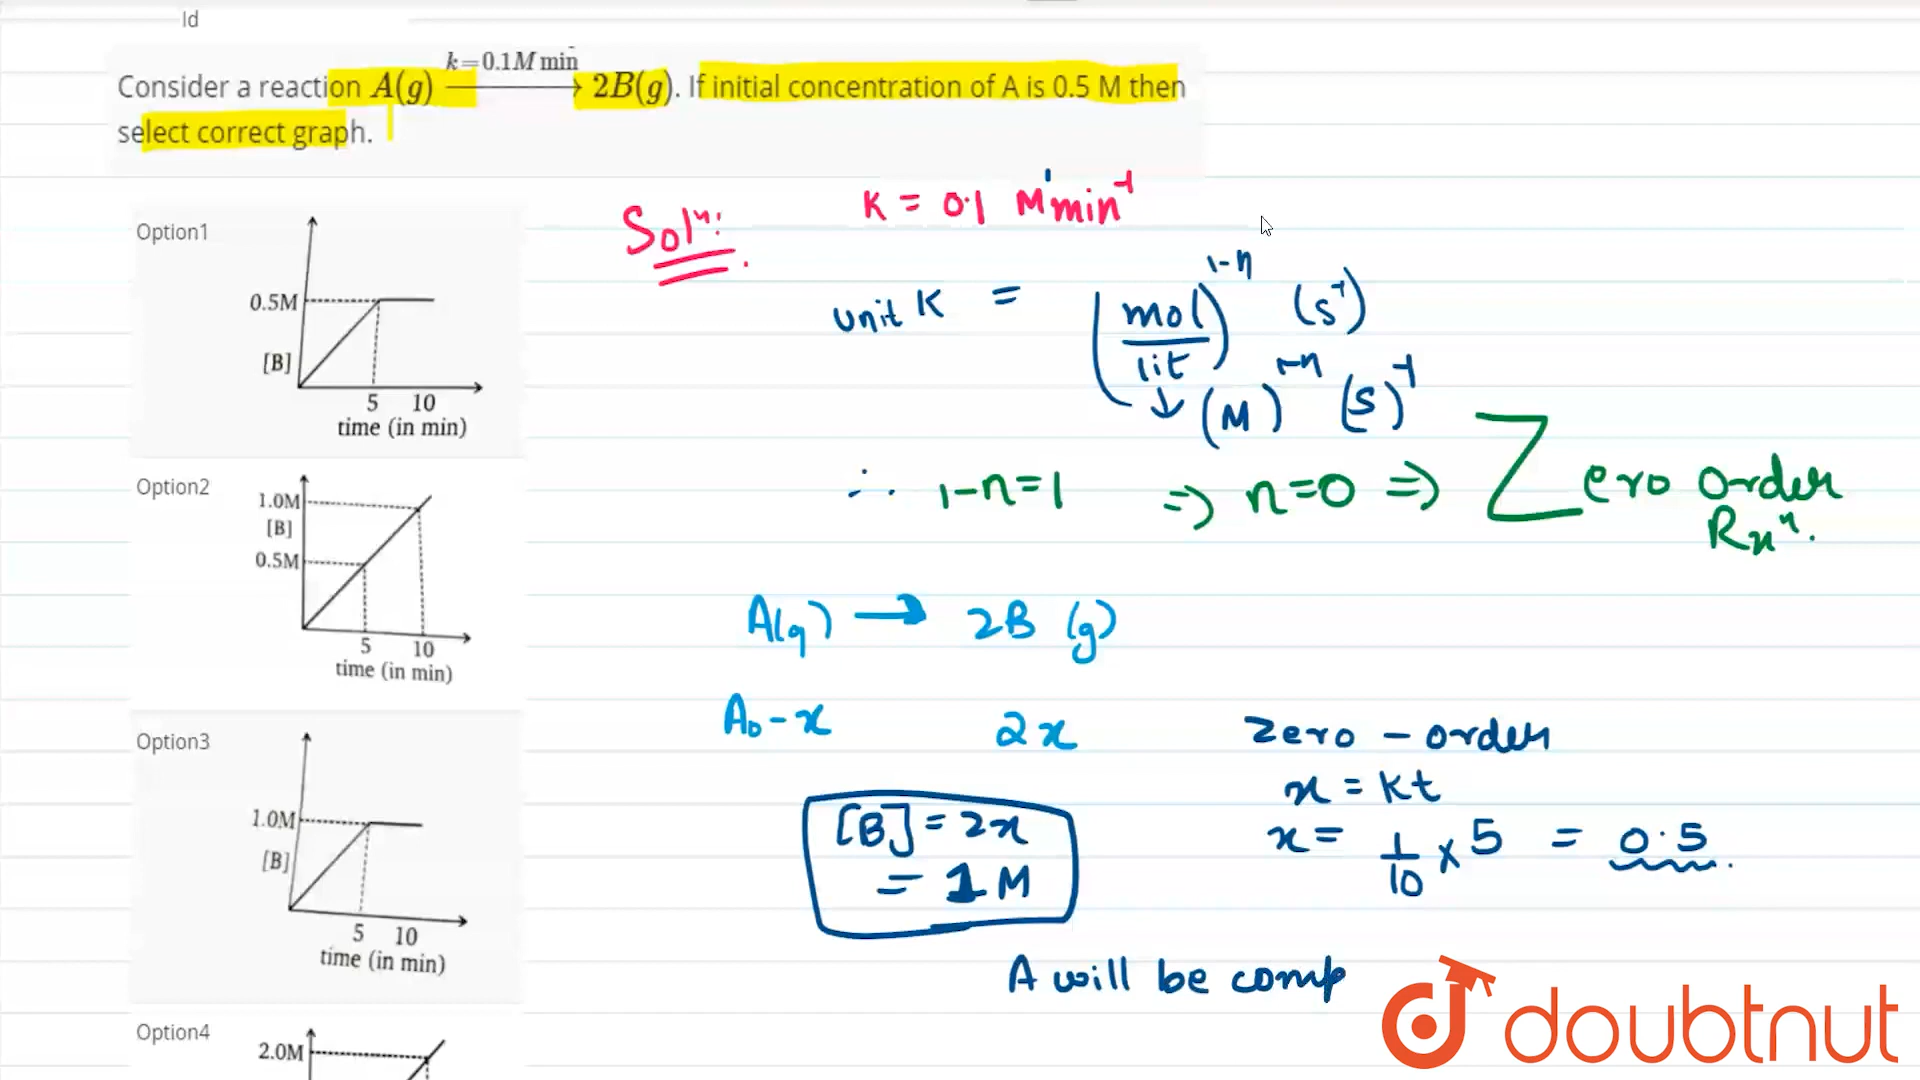 Id
Consider a reaction A(g) k=0.1M min⁻ → 2B(g). If initial concentration of A is 0.5 M then
select correct graph.
Option1
0.5M
[B]
5 10
time (in min)
Option2
1.0M
[B]
0.5M
5 10
time (in min)
Option3
1.0M
[B]
5 10
time (in min)
Option4
2.0M
Solⁿ:
K = 0.1 M¹min⁻¹
unit K = (mol/lit)¹⁻ⁿ (s⁻¹)
↓ (M)¹⁻ⁿ (s)⁻¹
∴ 1-n=1 ⇒ n=0 ⇒ Zero Order
Rxⁿ.
A(g) → 2B (g)
A₀-x 2x
Zero - order
x = Kt
x = 1/10 × 5 = 0.5
[B] = 2x
= 1 M
A will be comp
doubtnut